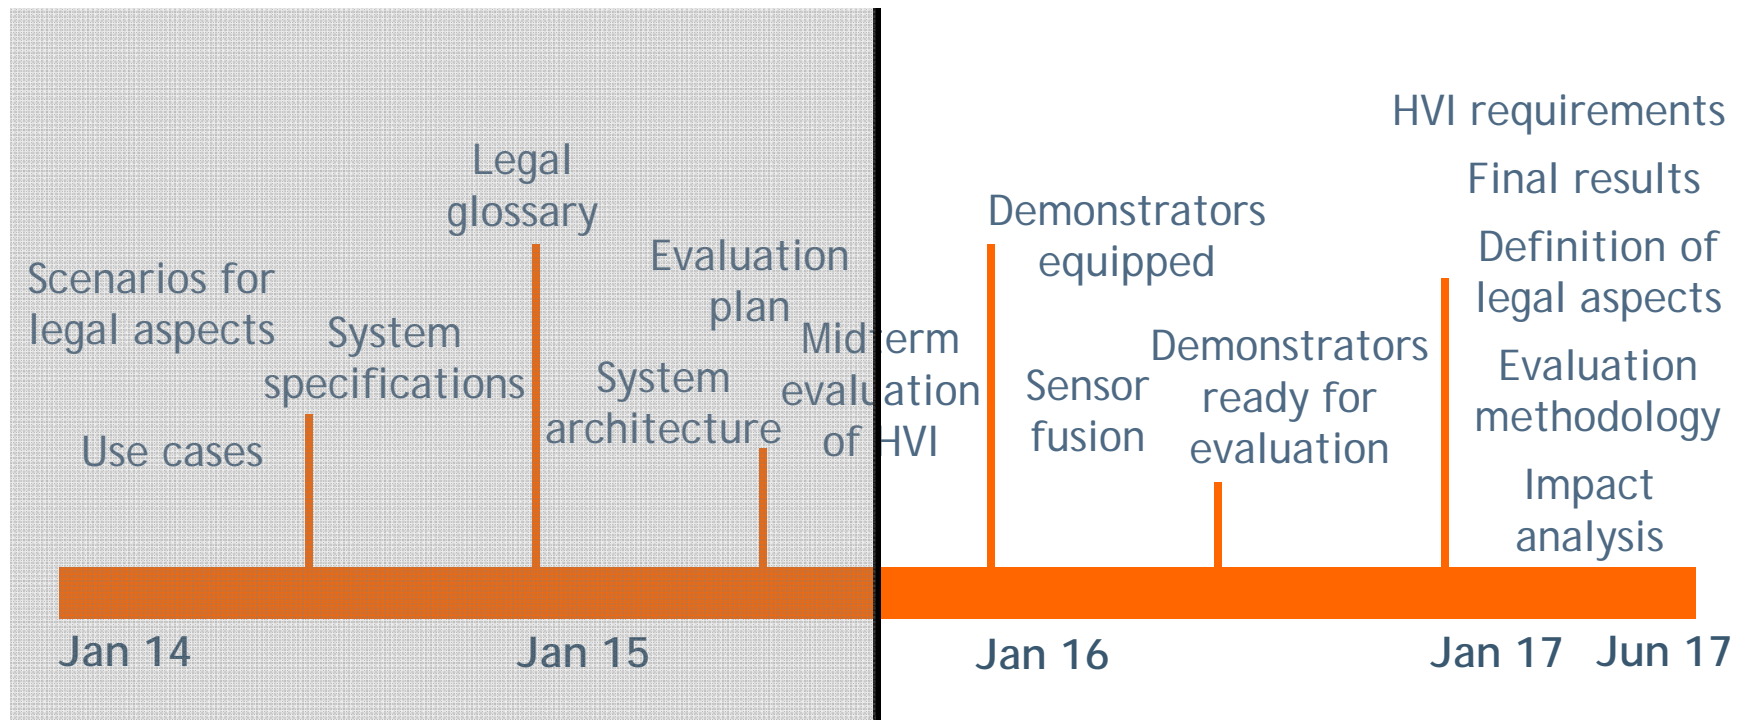 Scenarios for
legal aspects
Use cases
System
specifications
Legal
glossary
System
architecture
Evaluation
plan
Midterm
evaluation
of HVI
Demonstrators
equipped
Sensor
fusion
Demonstrators
ready for
evaluation
HVI requirements
Final results
Definition of
legal aspects
Evaluation
methodology
Impact
analysis
Jan 14
Jan 15
Jan 16
Jan 17
Jun 17